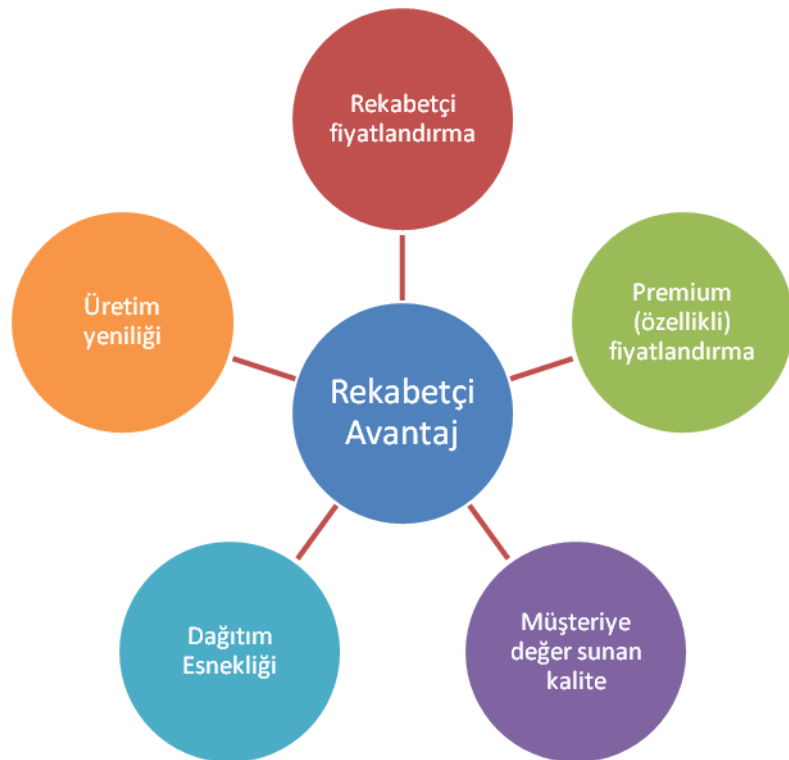 Rekabetçi
fiyatlandırma
Üretim
yeniliği
Premium
(özellikli)
fiyatlandırma
Rekabetçi
Avantaj
Dağıtım
Esnekliği
Müşteriye
değer sunan
kalite